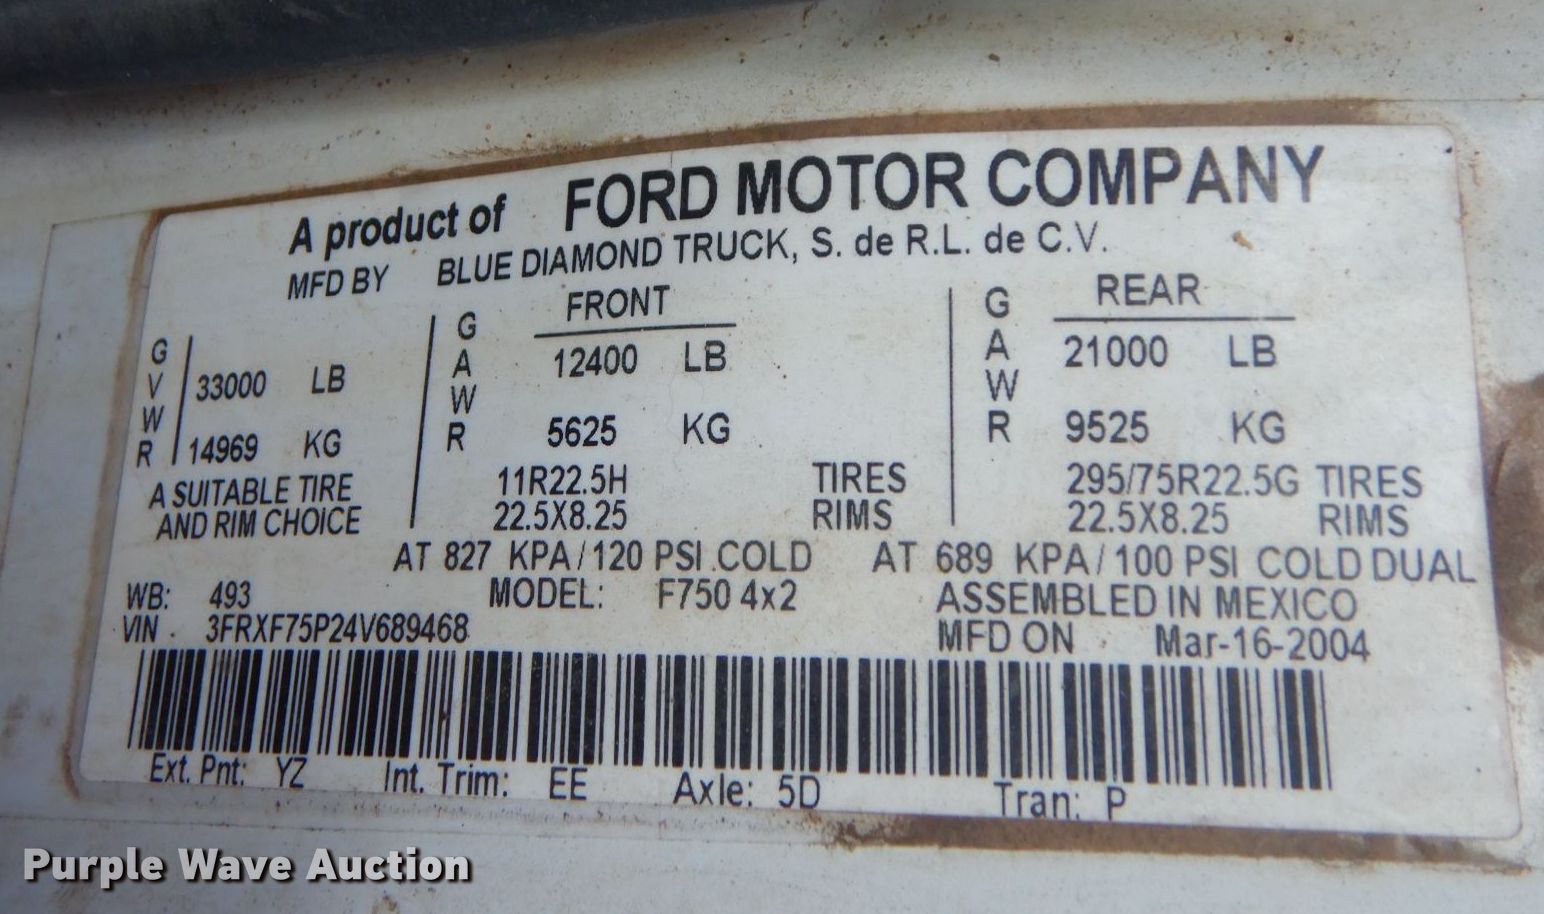 A product of FORD MOTOR COMPANY
MFD BY BLUE DIAMOND TRUCK, S. de R.L. de C.V.
GVWR 33000 LB
14969 KG
A SUITABLE TIRE
AND RIM CHOICE
GAWR FRONT
12400 LB
5625 KG
11R22.5H TIRES
22.5X8.25 RIMS
GAWR REAR
21000 LB
9525 KG
295/75R22.5G TIRES
22.5X8.25 RIMS
AT 827 KPA/120 PSI COLD AT 689 KPA/100 PSI COLD DUAL
WB: 493 MODEL: F750 4x2 ASSEMBLED IN MEXICO
VIN 3FRXF75P24V689468 MFD ON Mar-16-2004
Ext. Pnt: YZ Int. Trim: EE Axle: 5D Tran: P
Purple Wave Auction